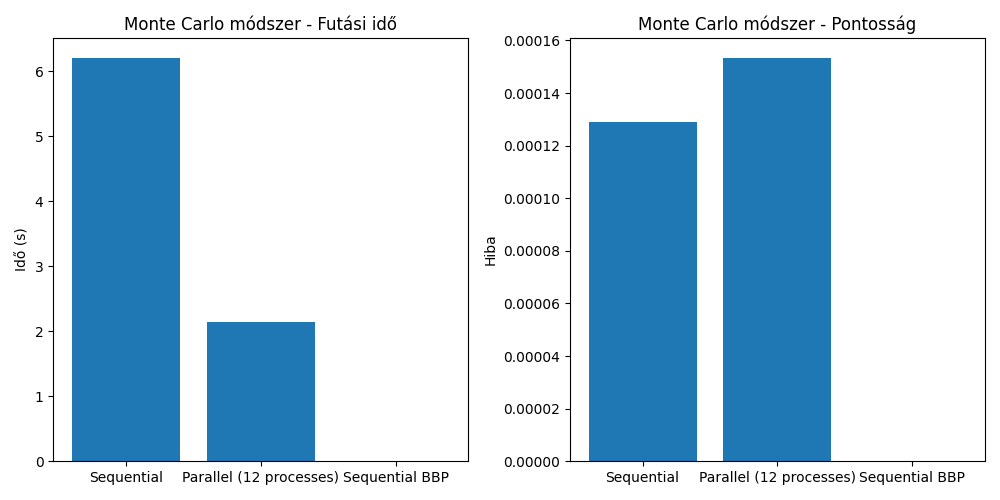 Monte Carlo módszer - Futási idő
Idő (s)
6
5
4
3
2
1
0
Sequential
Parallel (12 processes)
Sequential BBP
Monte Carlo módszer - Pontosság
Hiba
0.00016
0.00014
0.00012
0.00010
0.00008
0.00006
0.00004
0.00002
0.00000
Sequential
Parallel (12 processes)
Sequential BBP